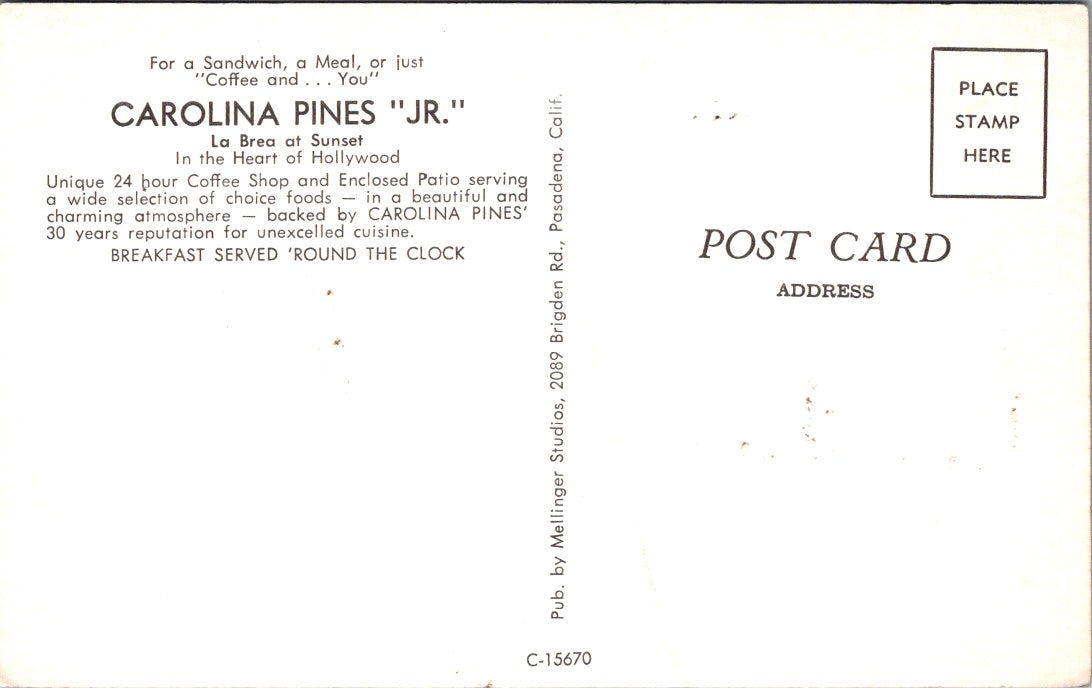 For a Sandwich, a Meal, or just
"Coffee and . . . You"
CAROLINA PINES "JR."
La Brea at Sunset
In the Heart of Hollywood
Unique 24 hour Coffee Shop and Enclosed Patio serving
a wide selection of choice foods — in a beautiful and
charming atmosphere — backed by CAROLINA PINES'
30 years reputation for unexcelled cuisine.
BREAKFAST SERVED 'ROUND THE CLOCK
Pub. by Mellinger Studios, 2089 Brigden Rd., Pasadena, Calif.
C-15670
PLACE
STAMP
HERE
POST CARD
ADDRESS